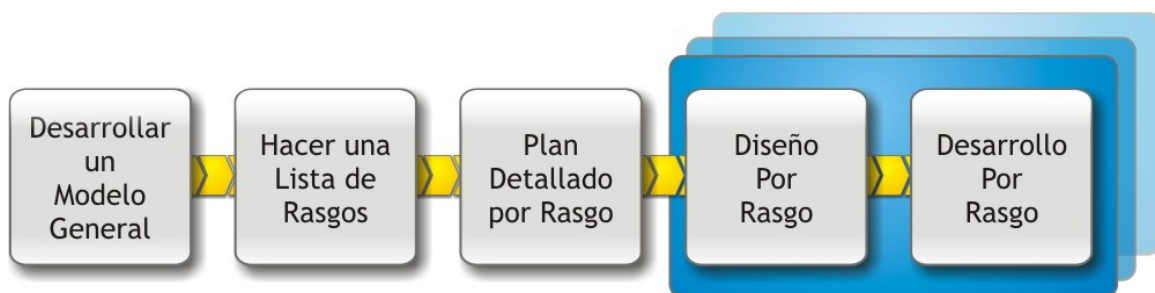 Desarrollar
un
Modelo
General
Hacer una
Lista de
Rasgos
Plan
Detallado
por Rasgo
Diseño
Por
Rasgo
Desarrollo
Por
Rasgo